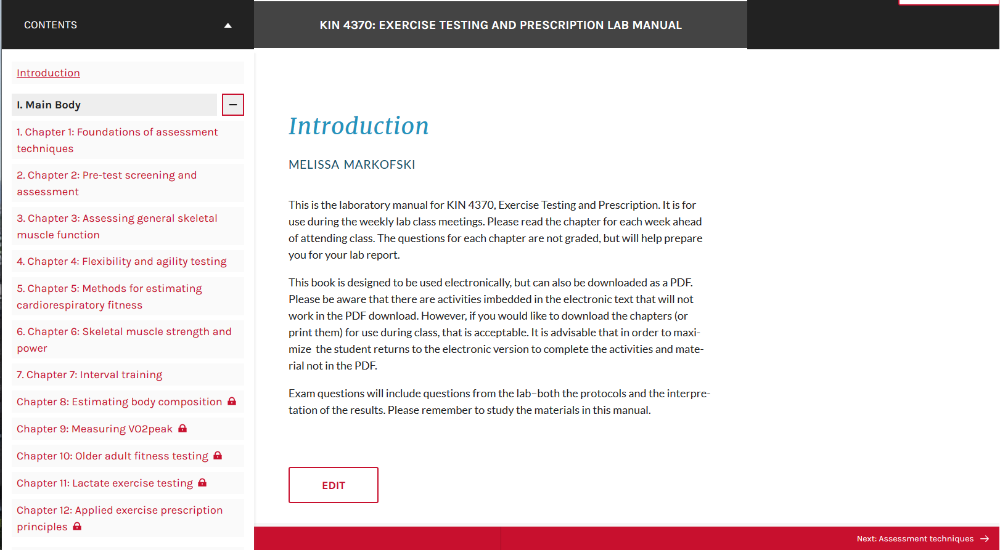 CONTENTS
KIN 4370: EXERCISE TESTING AND PRESCRIPTION LAB MANUAL
Introduction
I. Main Body
1. Chapter 1: Foundations of assessment
techniques
2. Chapter 2: Pre-test screening and
assessment
3. Chapter 3: Assessing general skeletal
muscle function
4. Chapter 4: Flexibility and agility testing
5. Chapter 5: Methods for estimating
cardiorespiratory fitness
6. Chapter 6: Skeletal muscle strength and
power
7. Chapter 7: Interval training
Chapter 8: Estimating body composition
Chapter 9: Measuring VO2peak
Chapter 10: Older adult fitness testing
Chapter 11: Lactate exercise testing
Chapter 12: Applied exercise prescription
principles
Introduction
MELISSA MARKOFSKI
This is the laboratory manual for KIN 4370, Exercise Testing and Prescription. It is for
use during the weekly lab class meetings. Please read the chapter for each week ahead
of attending class. The questions for each chapter are not graded, but will help prepare
you for your lab report.
This book is designed to be used electronically, but can also be downloaded as a PDF.
Please be aware that there are activities imbedded in the electronic text that will not
work in the PDF download. However, if you would like to download the chapters (or
print them) for use during class, that is acceptable. It is advisable that in order to maxi-
mize  the student returns to the electronic version to complete the activities and mate-
rial not in the PDF.
Exam questions will include questions from the lab–both the protocols and the interpre-
tation of the results. Please remember to study the materials in this manual.
EDIT
Next: Assessment techniques →